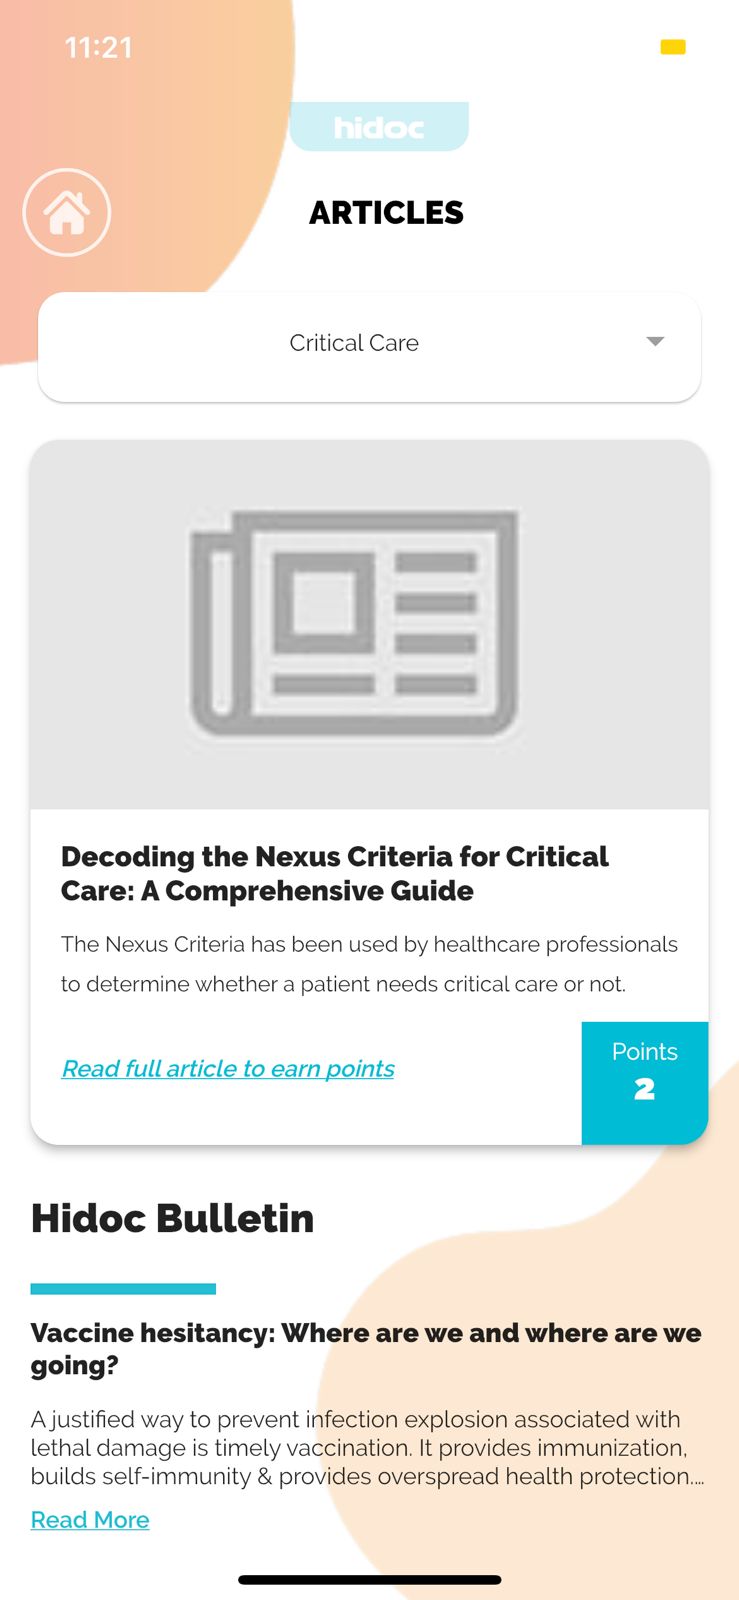 11:21
hidoc
ARTICLES
Critical Care
Decoding the Nexus Criteria for Critical
Care: A Comprehensive Guide
The Nexus Criteria has been used by healthcare professionals
to determine whether a patient needs critical care or not.
Read full article to earn points
Points
2
Hidoc Bulletin
Vaccine hesitancy: Where are we and where are we
going?
A justified way to prevent infection explosion associated with
lethal damage is timely vaccination. It provides immunization,
builds self-immunity & provides overspread health protection....
Read More